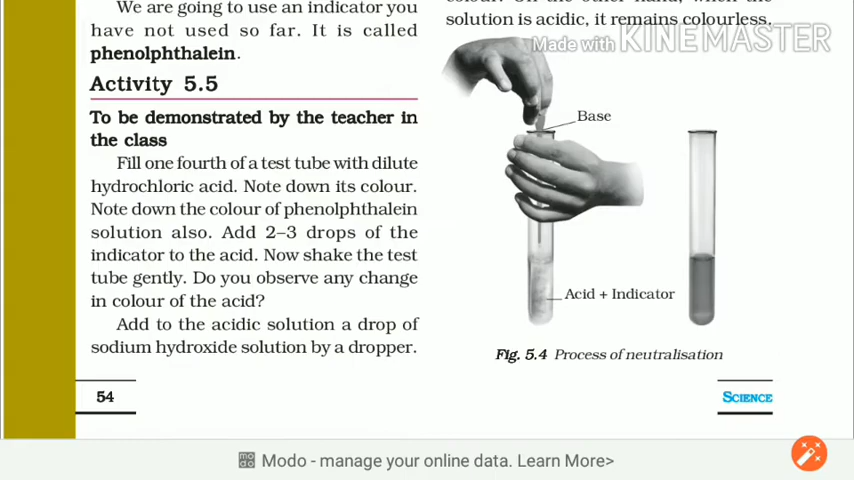 We are going to use an indicator you
have not used so far. It is called
phenolphthalein.
Activity 5.5
To be demonstrated by the teacher in
the class
Fill one fourth of a test tube with dilute
hydrochloric acid. Note down its colour.
Note down the colour of phenolphthalein
solution also. Add 2–3 drops of the
indicator to the acid. Now shake the test
tube gently. Do you observe any change
in colour of the acid?
Add to the acidic solution a drop of
sodium hydroxide solution by a dropper.
54
solution is acidic, it remains colourless.
Made with KINEMASTER
Base
Acid + Indicator
Fig. 5.4 Process of neutralisation
SCIENCE
modo Modo - manage your online data. Learn More>